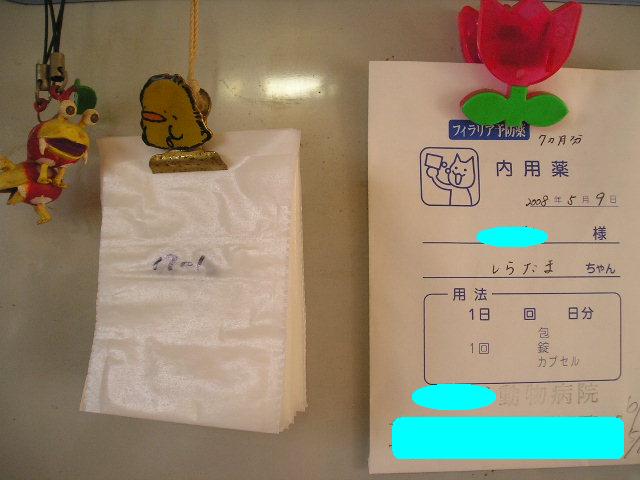 フィラリア予防薬 7ヵ月分
内用薬
2008年5月9日
様
しらたま ちゃん
用法
1日 回 日分
包
1回 錠
カプセル
動物病院